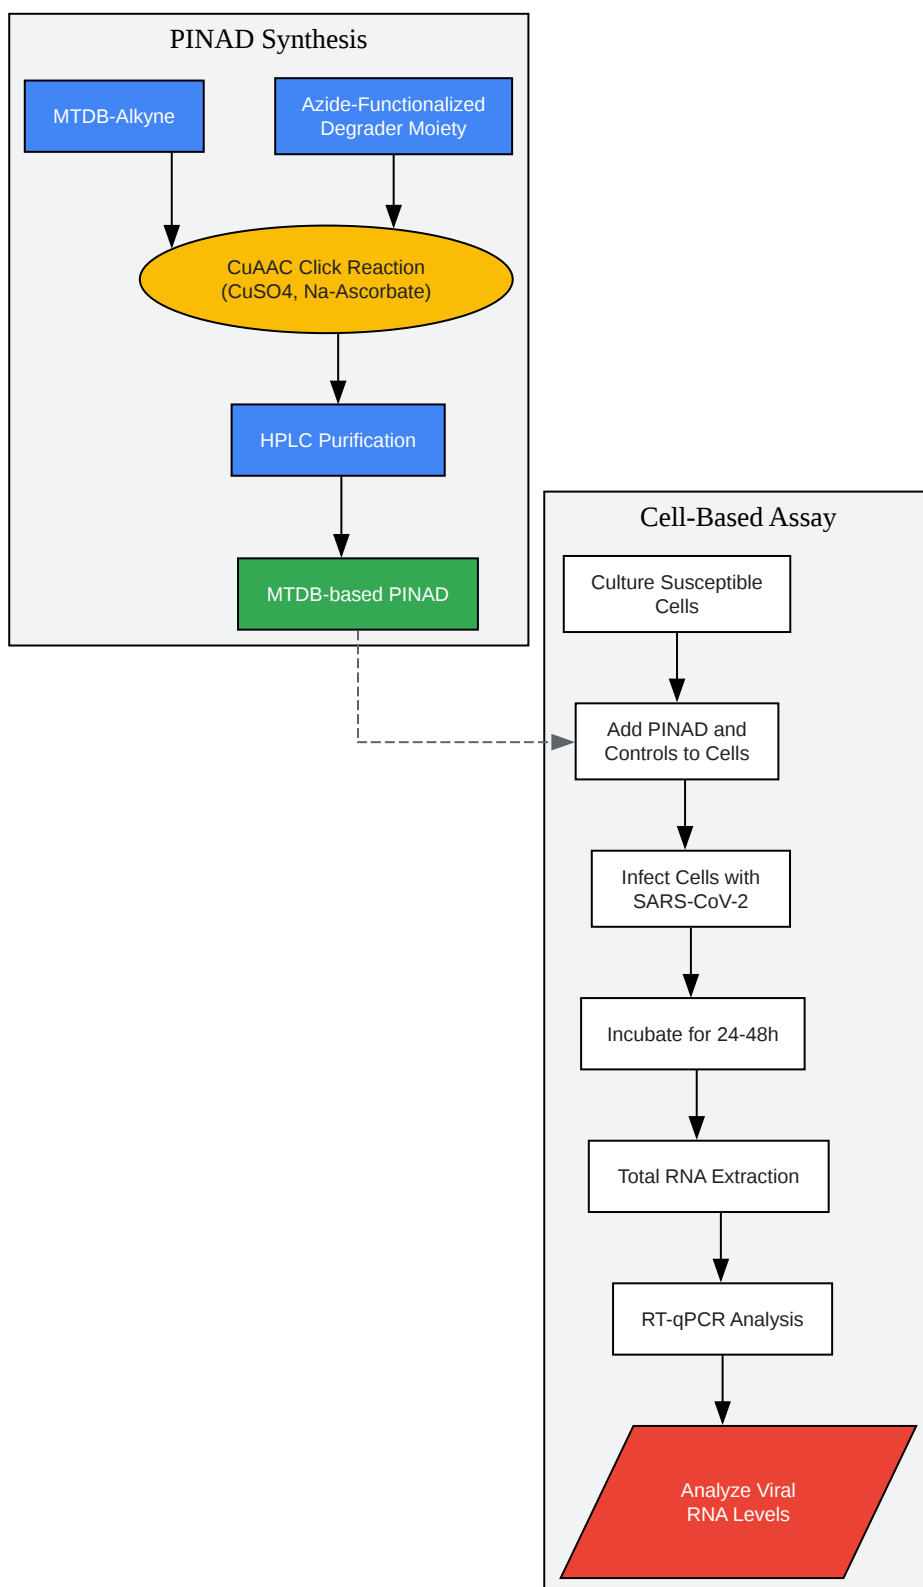 PINAD Synthesis
MTDB-Alkyne
Azide-Functionalized
Degrader Moiety
CuAAC Click Reaction
(CuSO4, Na-Ascorbate)
HPLC Purification
MTDB-based PINAD
Cell-Based Assay
Culture Susceptible
Cells
Add PINAD and
Controls to Cells
Infect Cells with
SARS-CoV-2
Incubate for 24-48h
Total RNA Extraction
RT-qPCR Analysis
Analyze Viral
RNA Levels